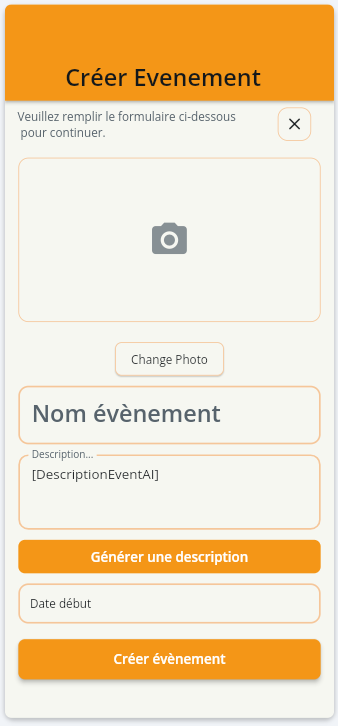 Créer Evenement
Veuillez remplir le formulaire ci-dessous
pour continuer.
Change Photo
Nom évènement
Description...
[DescriptionEventAI]
Générer une description
Date début
Créer évènement